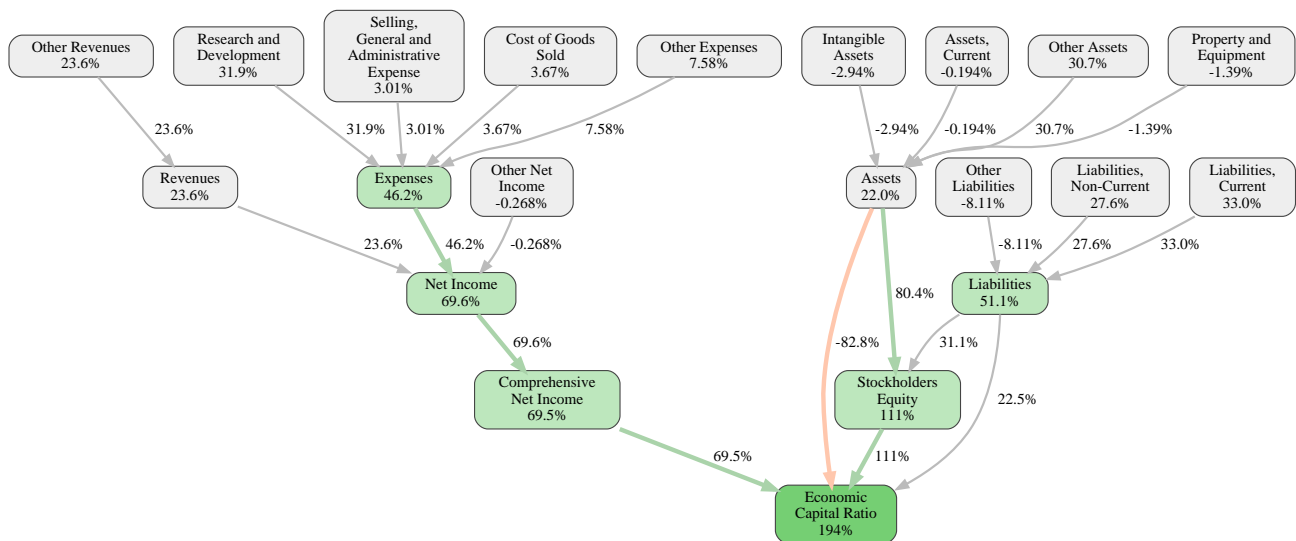 Other Revenues
23.6%
Research and
Development
31.9%
Selling,
General and
Administrative
Expense
3.01%
Cost of Goods
Sold
3.67%
Other Expenses
7.58%
Intangible
Assets
-2.94%
Assets,
Current
-0.194%
Other Assets
30.7%
Property and
Equipment
-1.39%
23.6%
31.9%
3.01%
3.67%
7.58%
-2.94%
-0.194%
30.7%
-1.39%
Revenues
23.6%
Expenses
46.2%
Other Net
Income
-0.268%
Assets
22.0%
Other
Liabilities
-8.11%
Liabilities,
Non-Current
27.6%
Liabilities,
Current
33.0%
23.6%
46.2%
-0.268%
-8.11%
27.6%
33.0%
Net Income
69.6%
80.4%
Liabilities
51.1%
69.6%
-82.8%
31.1%
Comprehensive
Net Income
69.5%
Stockholders
Equity
111%
22.5%
69.5%
111%
Economic
Capital Ratio
194%